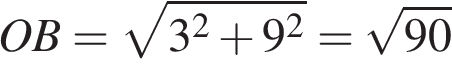 OB = √(3² + 9²) = √90